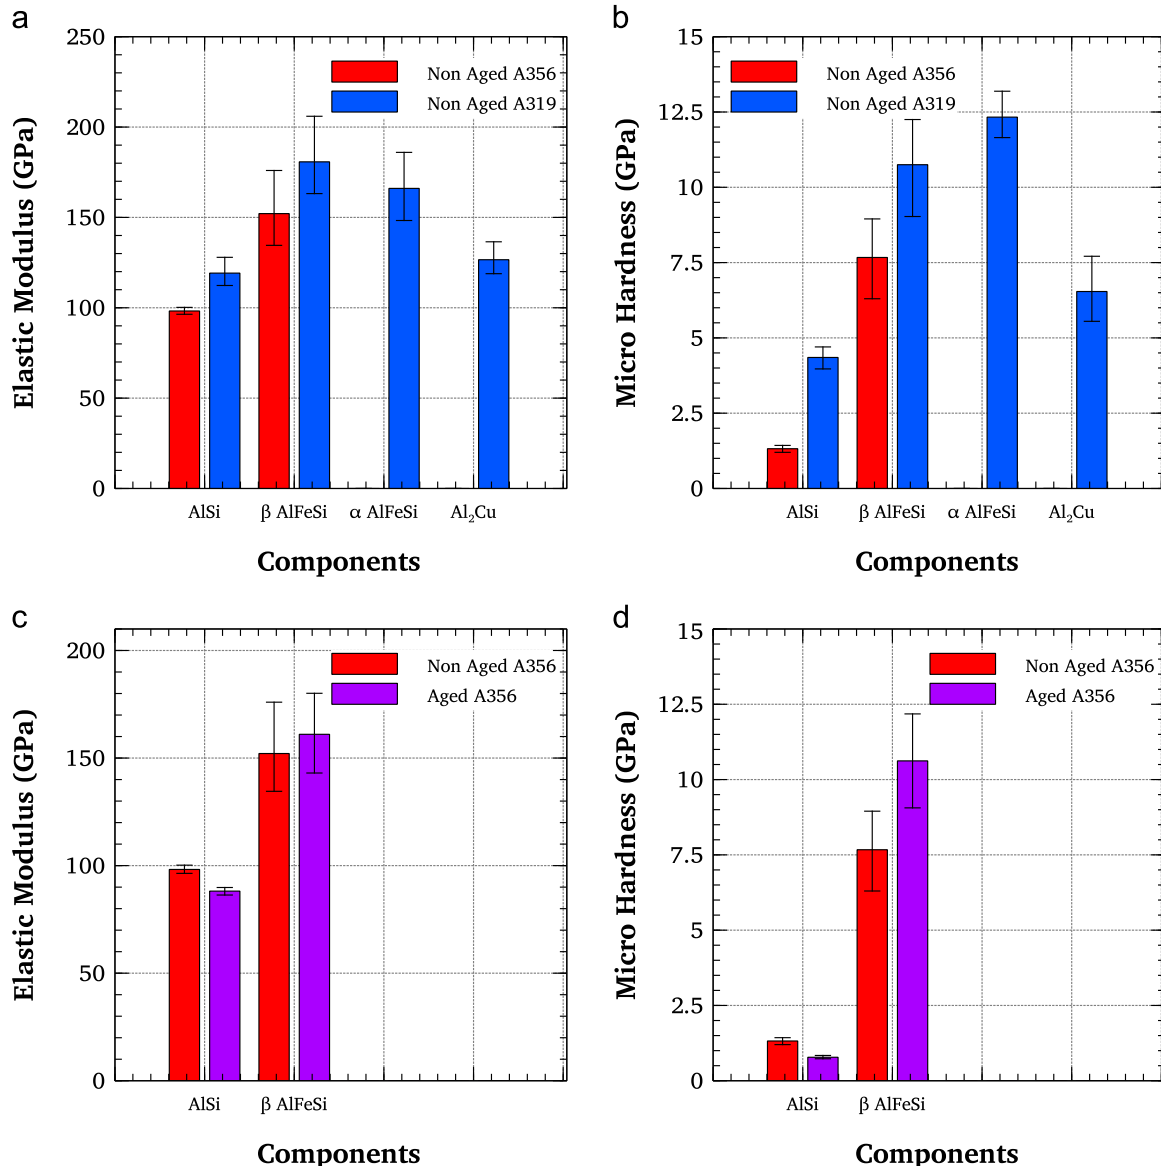 a
Elastic Modulus (GPa)
250
200
150
100
50
0
Non Aged A356
Non Aged A319
AlSi β AlFeSi α AlFeSi Al₂Cu
Components
b
Micro Hardness (GPa)
15
12.5
10
7.5
5
2.5
0
Non Aged A356
Non Aged A319
AlSi β AlFeSi α AlFeSi Al₂Cu
Components
c
Elastic Modulus (GPa)
200
150
100
50
0
Non Aged A356
Aged A356
AlSi β AlFeSi
Components
d
Micro Hardness (GPa)
15
12.5
10
7.5
5
2.5
0
Non Aged A356
Aged A356
AlSi β AlFeSi
Components